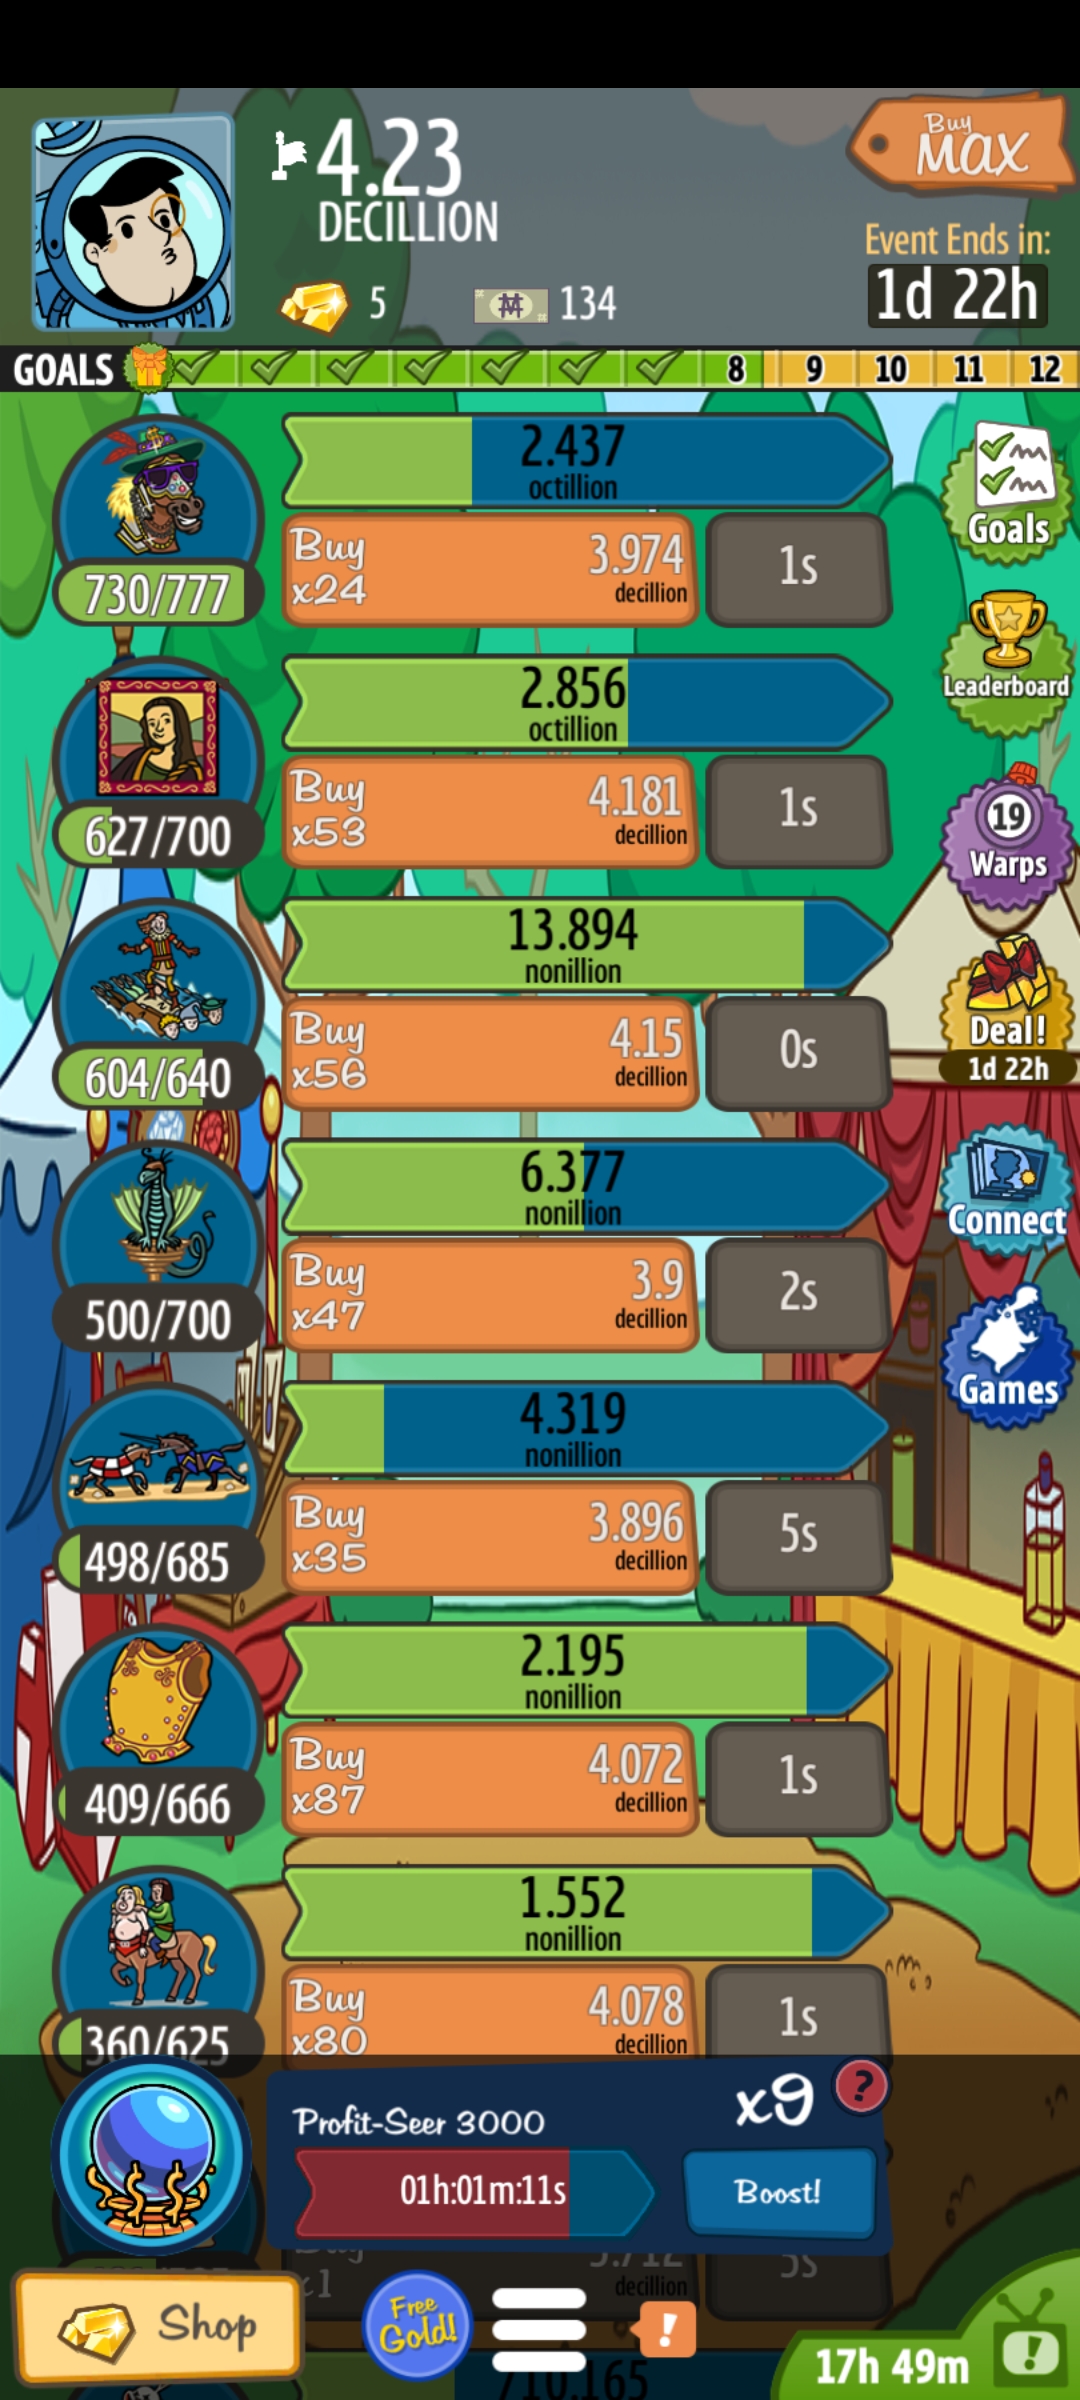 4.23
DECILLION
Buy
MAX
Event Ends in:
1d 22h
5
134
GOALS
8
9
10
11
12
2.437
octillion
730/777
Buy
x24
3.974
decillion
1s
Goals
Leaderboard
2.856
octillion
627/700
Buy
x53
4.181
decillion
1s
19
Warps
13.894
nonillion
604/640
Buy
x56
4.15
decillion
0s
Deal!
1d 22h
6.377
nonillion
500/700
Buy
x47
3.9
decillion
2s
Connect
Games
4.319
nonillion
498/685
Buy
x35
3.896
decillion
5s
2.195
nonillion
409/666
Buy
x87
4.072
decillion
1s
1.552
nonillion
360/625
Buy
x80
4.078
decillion
1s
Profit-Seer 3000
x9
?
01h:01m:11s
Boost!
decillion
Shop
Free
Gold!
!
17h 49m
!